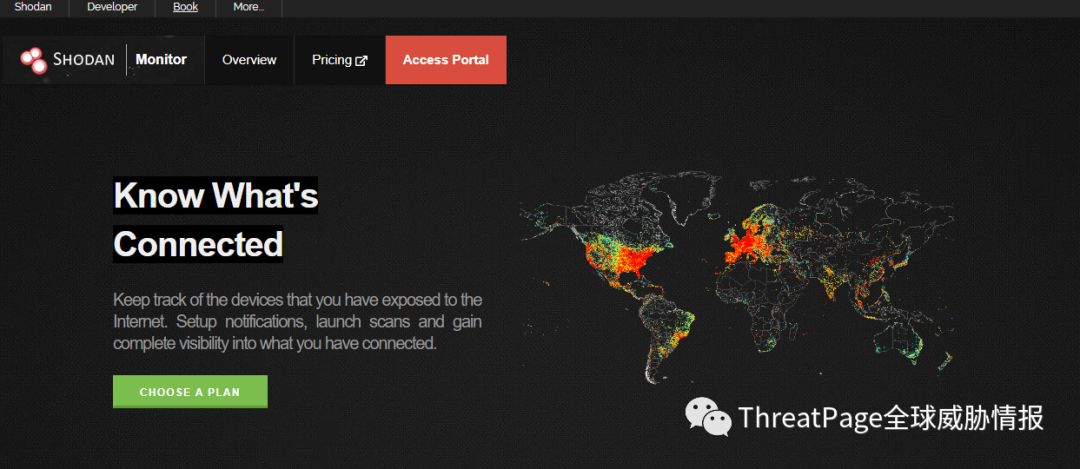 Shodan Developer Book More...
SHODAN Monitor Overview Pricing Access Portal
Know What's
Connected
Keep track of the devices that you have exposed to the
Internet. Setup notifications, launch scans and gain
complete visibility into what you have connected.
CHOOSE A PLAN
ThreatPage全球威胁情报